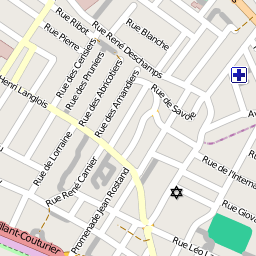 Rue Ribot
Rue Blanche
Rue Pierre
Rue René Deschamps
Rue des Cerisiers
Rue des Pruniers
Rue des Abricotiers
Rue des Amandiers
Henri Langlois
Rue de Savoie
Av
Rue de Lorraine
Rue de l'Interna
Rue René Camier
Promenade Jean Rostand
Rue Giov
Rue Léo L
llant-Couturier